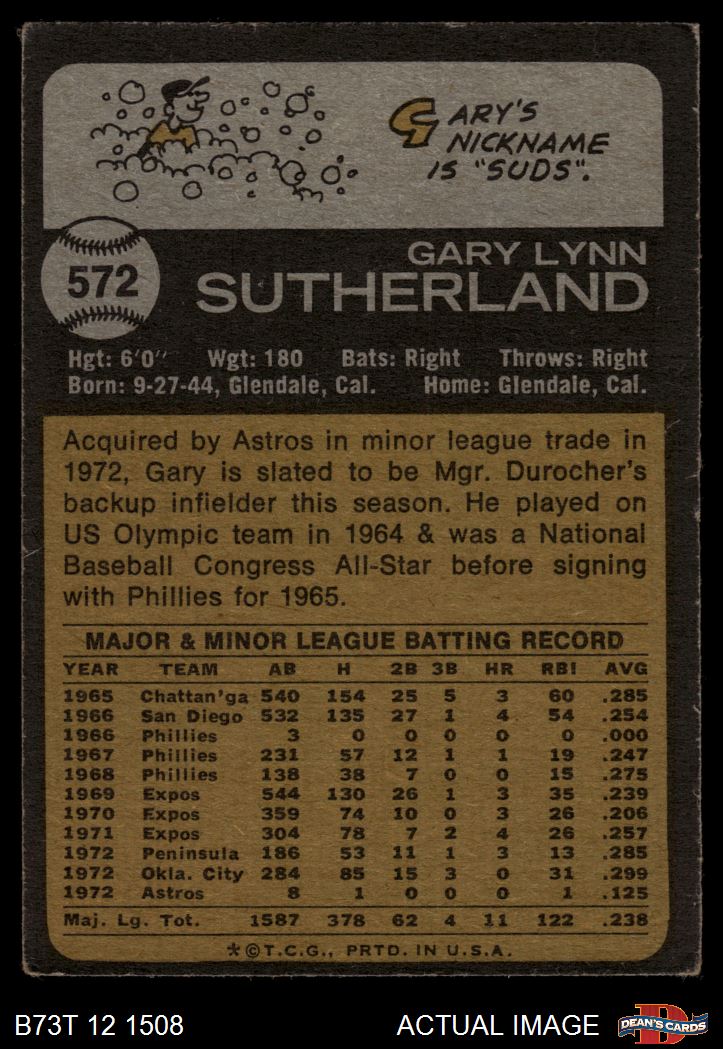 GARY'S
NICKNAME
IS "SUDS".
572
GARY LYNN
SUTHERLAND
Hgt: 6'0" Wgt: 180 Bats: Right Throws: Right
Born: 9-27-44, Glendale, Cal. Home: Glendale, Cal.
Acquired by Astros in minor league trade in
1972, Gary is slated to be Mgr. Durocher's
backup infielder this season. He played on
US Olympic team in 1964 & was a National
Baseball Congress All-Star before signing
with Phillies for 1965.
MAJOR & MINOR LEAGUE BATTING RECORD
YEAR TEAM AB H 2B 3B HR RBI AVG
1965 Chattan'ga 540 154 25 5 3 60 .285
1966 San Diego 532 135 27 1 4 54 .254
1966 Phillies 3 0 0 0 0 0 .000
1967 Phillies 231 57 12 1 1 19 .247
1968 Phillies 138 38 7 0 0 15 .275
1969 Expos 544 130 26 1 3 35 .239
1970 Expos 359 74 10 0 3 26 .206
1971 Expos 304 78 7 2 4 26 .257
1972 Peninsula 186 53 11 1 3 13 .285
1972 Okla. City 284 85 15 3 0 31 .299
1972 Astros 8 1 0 0 0 1 .125
Maj. Lg. Tot. 1587 378 62 4 11 122 .238
*©T.C.G., PRTD. IN U.S.A.
B73T 12 1508 ACTUAL IMAGE
DEAN'S CARDS